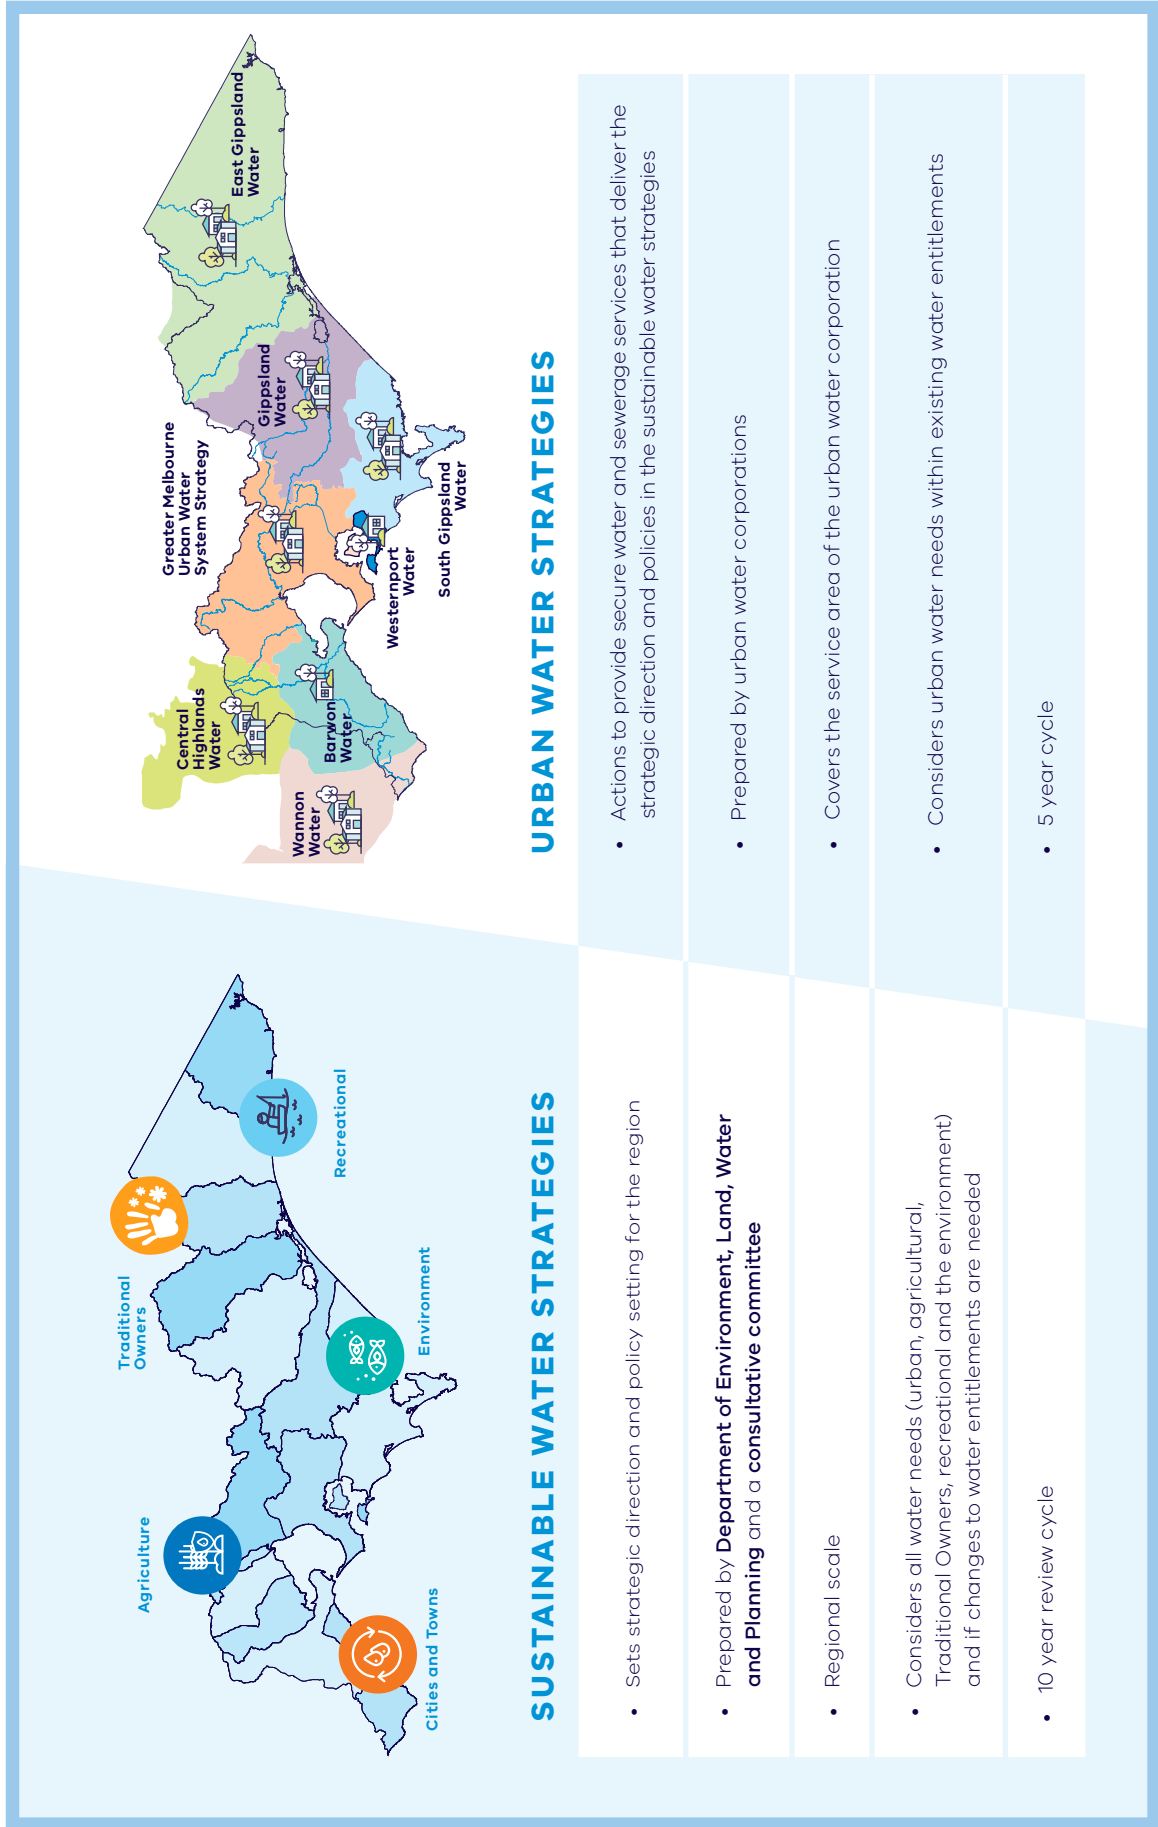 Agriculture
Traditional
Owners
Recreational
Environment
Cities and Towns
SUSTAINABLE WATER STRATEGIES
• Sets strategic direction and policy setting for the region
• Prepared by Department of Environment, Land, Water
and Planning and a consultative committee
• Regional scale
• Considers all water needs (urban, agricultural,
Traditional Owners, recreational and the environment)
and if changes to water entitlements are needed
• 10 year review cycle
Central
Highlands
Water
Greater Melbourne
Urban Water
System Strategy
East Gippsland
Water
Gippsland
Water
Wannon
Water
Barwon
Water
Westernport
Water
South Gippsland
Water
URBAN WATER STRATEGIES
• Actions to provide secure water and sewerage services that deliver the
strategic direction and policies in the sustainable water strategies
• Prepared by urban water corporations
• Covers the service area of the urban water corporation
• Considers urban water needs within existing water entitlements
• 5 year cycle